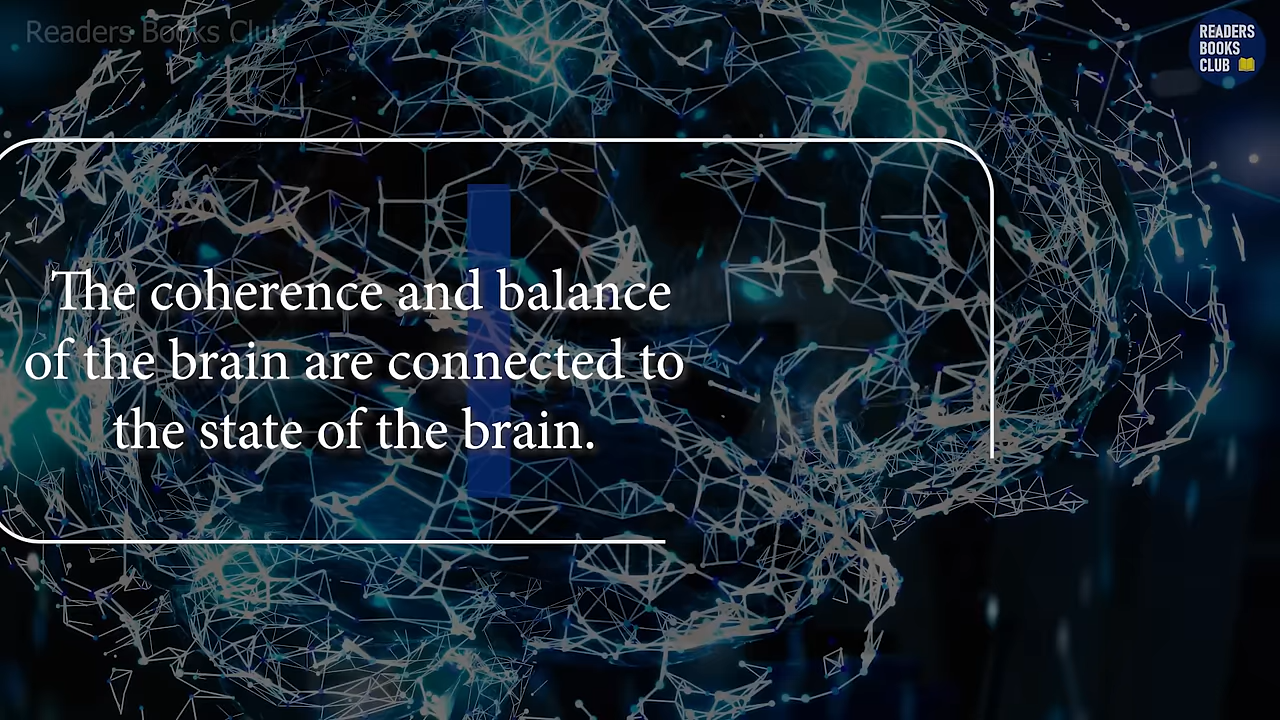 Readers Books Club
READERS
BOOKS
CLUB
The coherence and balance
of the brain are connected to
the state of the brain.